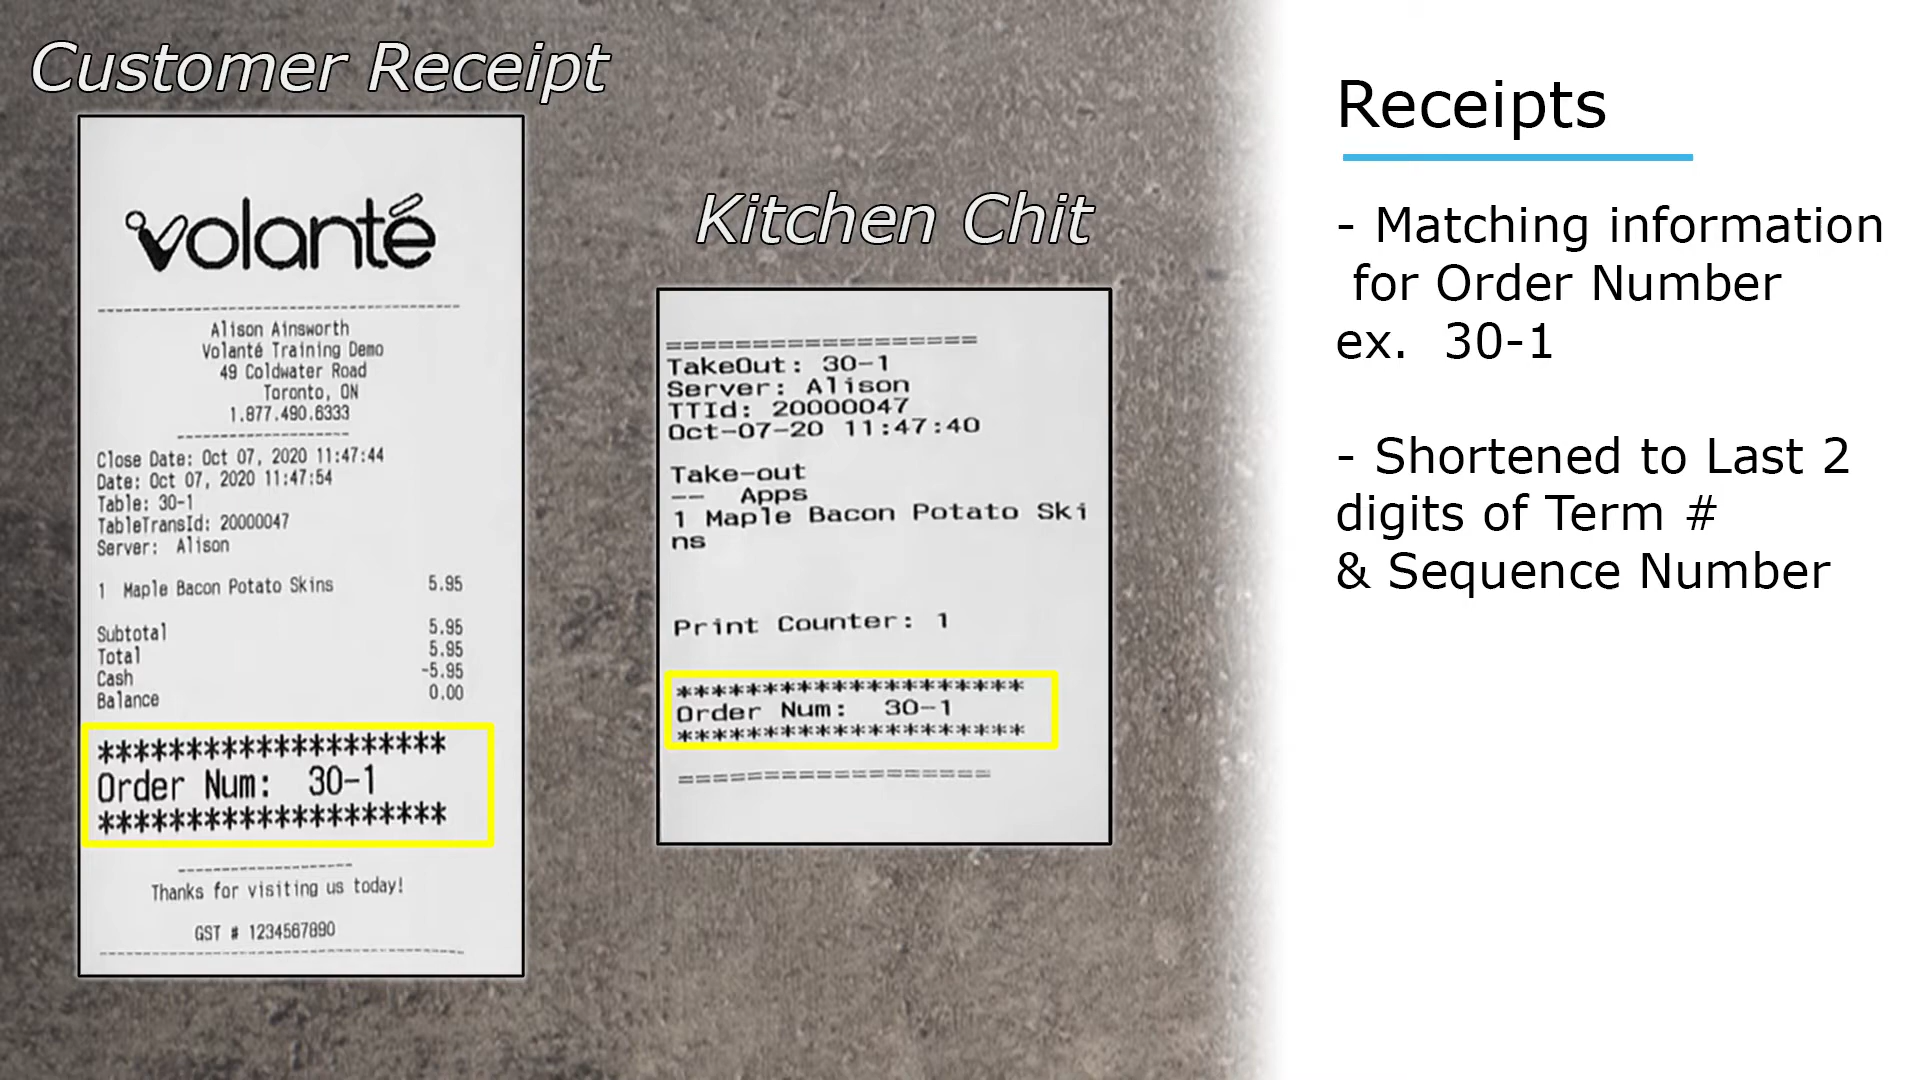 Customer Receipt
volanté
--------------------------------------------
Alison Ainsworth
Volanté Training Demo
49 Coldwater Road
Toronto, ON
1.877.490.6333
--------------------
Close Date: Oct 07, 2020 11:47:44
Date: Oct 07, 2020 11:47:54
Table: 30-1
TableTransId: 20000047
Server: Alison
1 Maple Bacon Potato Skins 5.95
Subtotal 5.95
Total 5.95
Cash -5.95
Balance 0.00
********************
Order Num: 30-1
********************
--------------------
Thanks for visiting us today!
GST # 1234567890
--------------------------------------------
Kitchen Chit
==================
TakeOut: 30-1
Server: Alison
TTId: 20000047
Oct-07-20 11:47:40
Take-out
-- Apps
1 Maple Bacon Potato Ski
ns
Print Counter: 1
********************
Order Num: 30-1
********************
==================
Receipts
- Matching information
for Order Number
ex. 30-1
- Shortened to Last 2
digits of Term #
& Sequence Number